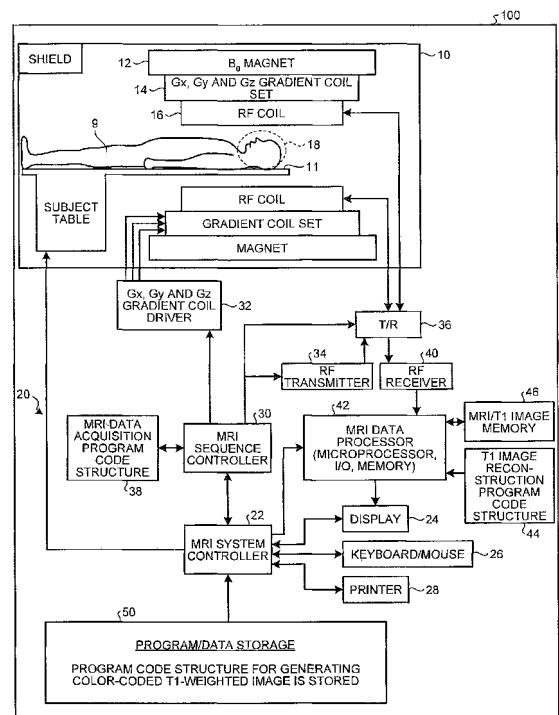 100
SHIELD
10
12
B0 MAGNET
14
Gx, Gy AND Gz GRADIENT COIL
SET
16
RF COIL
9
18
11
SUBJECT
TABLE
RF COIL
GRADIENT COIL SET
MAGNET
Gx, Gy AND Gz
GRADIENT COIL
DRIVER
32
T/R
36
34
RF
TRANSMITTER
40
RF
RECEIVER
20
42
MRI DATA
PROCESSOR
(MICROPROCESSOR,
I/O, MEMORY)
46
MRI/T1 IMAGE
MEMORY
MRI-DATA
ACQUISITION
PROGRAM
CODE
STRUCTURE
38
30
MRI
SEQUENCE
CONTROLLER
T1 IMAGE
RECON-
STRUCTION
PROGRAM
CODE
STRUCTURE
44
22
MRI SYSTEM
CONTROLLER
DISPLAY
24
KEYBOARD/MOUSE
26
PRINTER
28
50
PROGRAM/DATA STORAGE
PROGRAM CODE STRUCTURE FOR GENERATING
COLOR-CODED T1-WEIGHTED IMAGE IS STORED